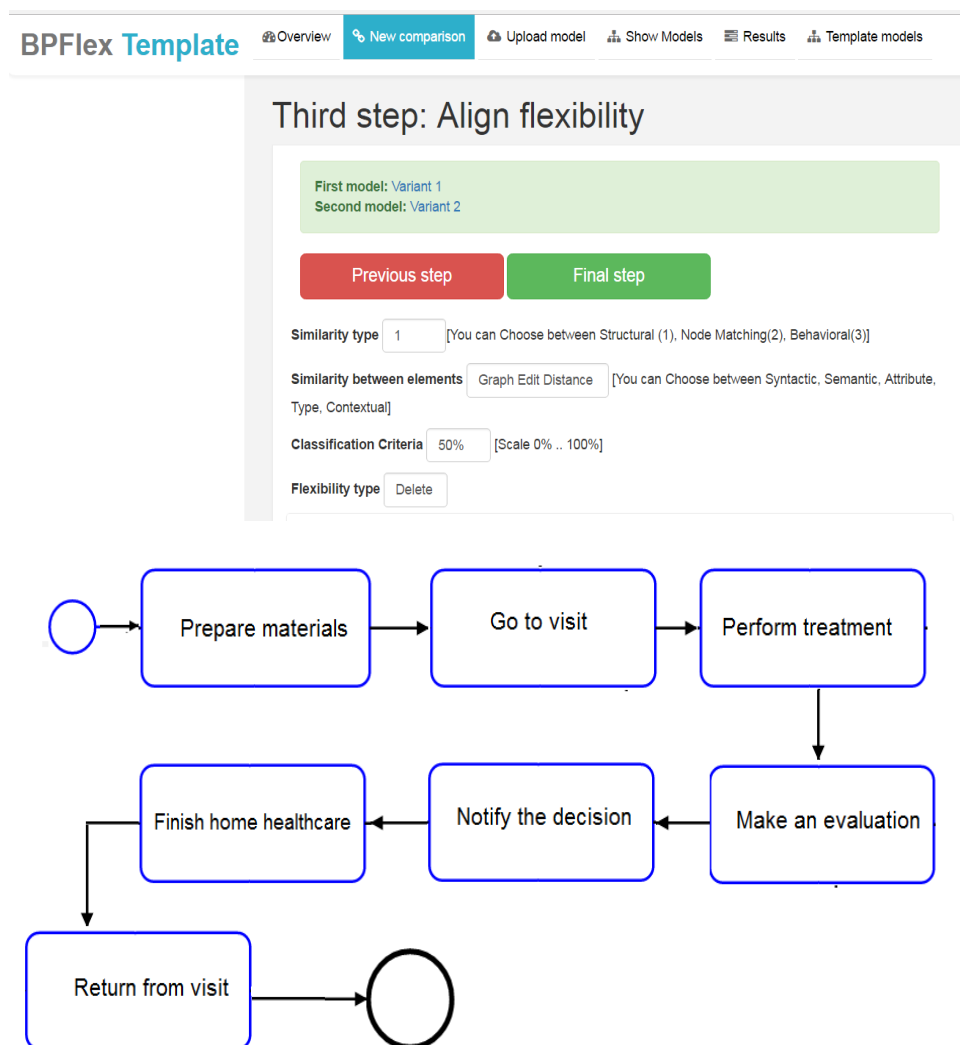 BPFlex Template
Overview
New comparison
Upload model
Show Models
Results
Template models
Third step: Align flexibility
First model: Variant 1
Second model: Variant 2
Previous step
Final step
Similarity type 1 [You can Choose between Structural (1), Node Matching(2), Behavioral(3)]
Similarity between elements Graph Edit Distance [You can Choose between Syntactic, Semantic, Attribute,
Type, Contextual]
Classification Criteria 50% [Scale 0% .. 100%]
Flexibility type Delete
Prepare materials
Go to visit
Perform treatment
Make an evaluation
Notify the decision
Finish home healthcare
Return from visit